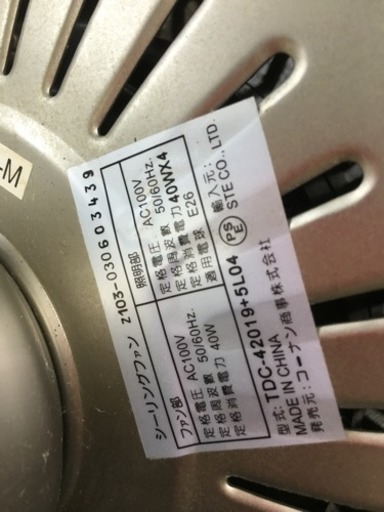 -M
シーリングファン Z103-030603439
ファン部
定格電圧 AC100V
定格周波数 50/60Hz.
定格消費電力 40W
照明部
定格電圧 AC100V
定格周波数 50/60Hz.
定格消費電力 40WX4
適用電球 E26
型式: TDC-42019+5L04
MADE IN CHINA
発売元: コーナン商事株式会社
PS
E
輸入元:
STE CO., LTD.